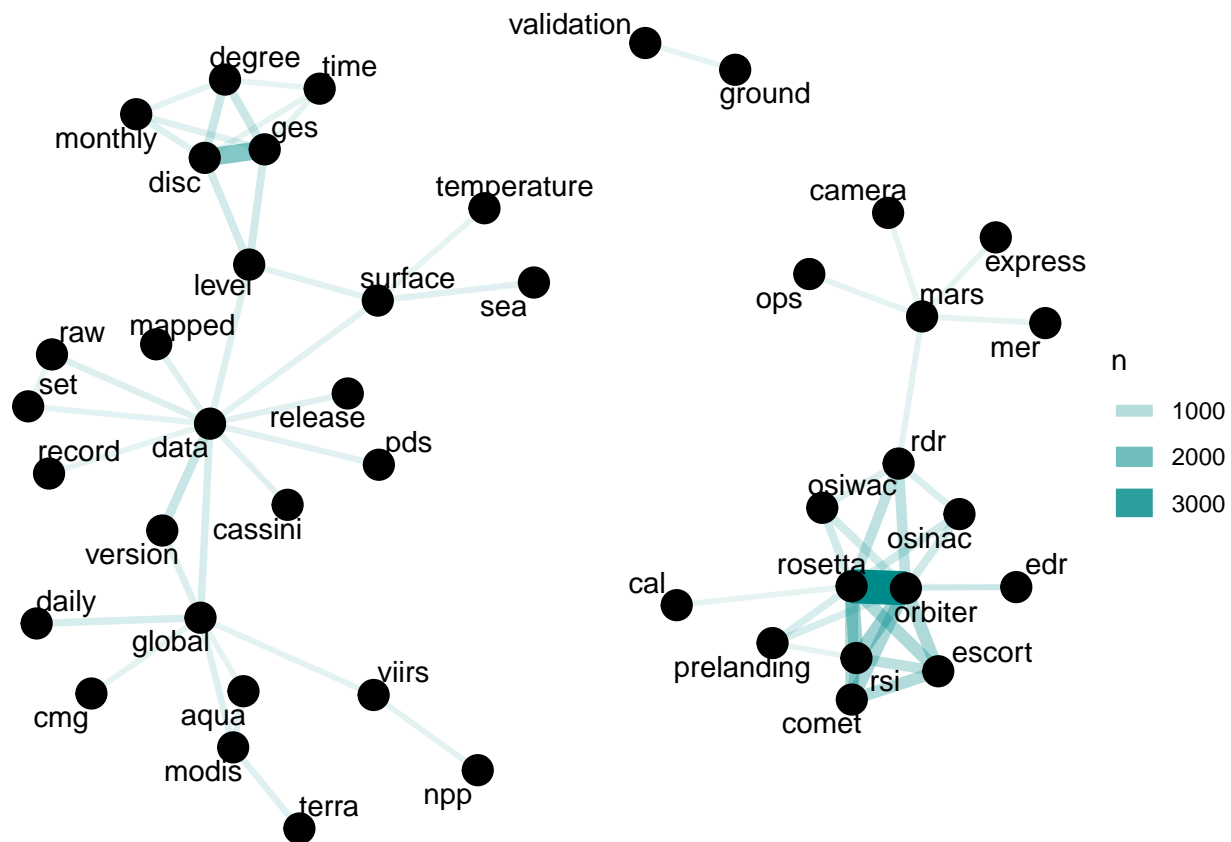 validation
degree
time
ground
monthly
ges
disc
temperature
camera
level
surface
express
ops
mars
sea
raw
mapped
mer
n
set
release
1000
record
data
pds
rdr
2000
osiwac
3000
version
cassini
osinac
daily
global
cal
rosetta
edr
orbiter
prelanding
escort
viirs
rsi
cmg
aqua
comet
modis
npp
terra